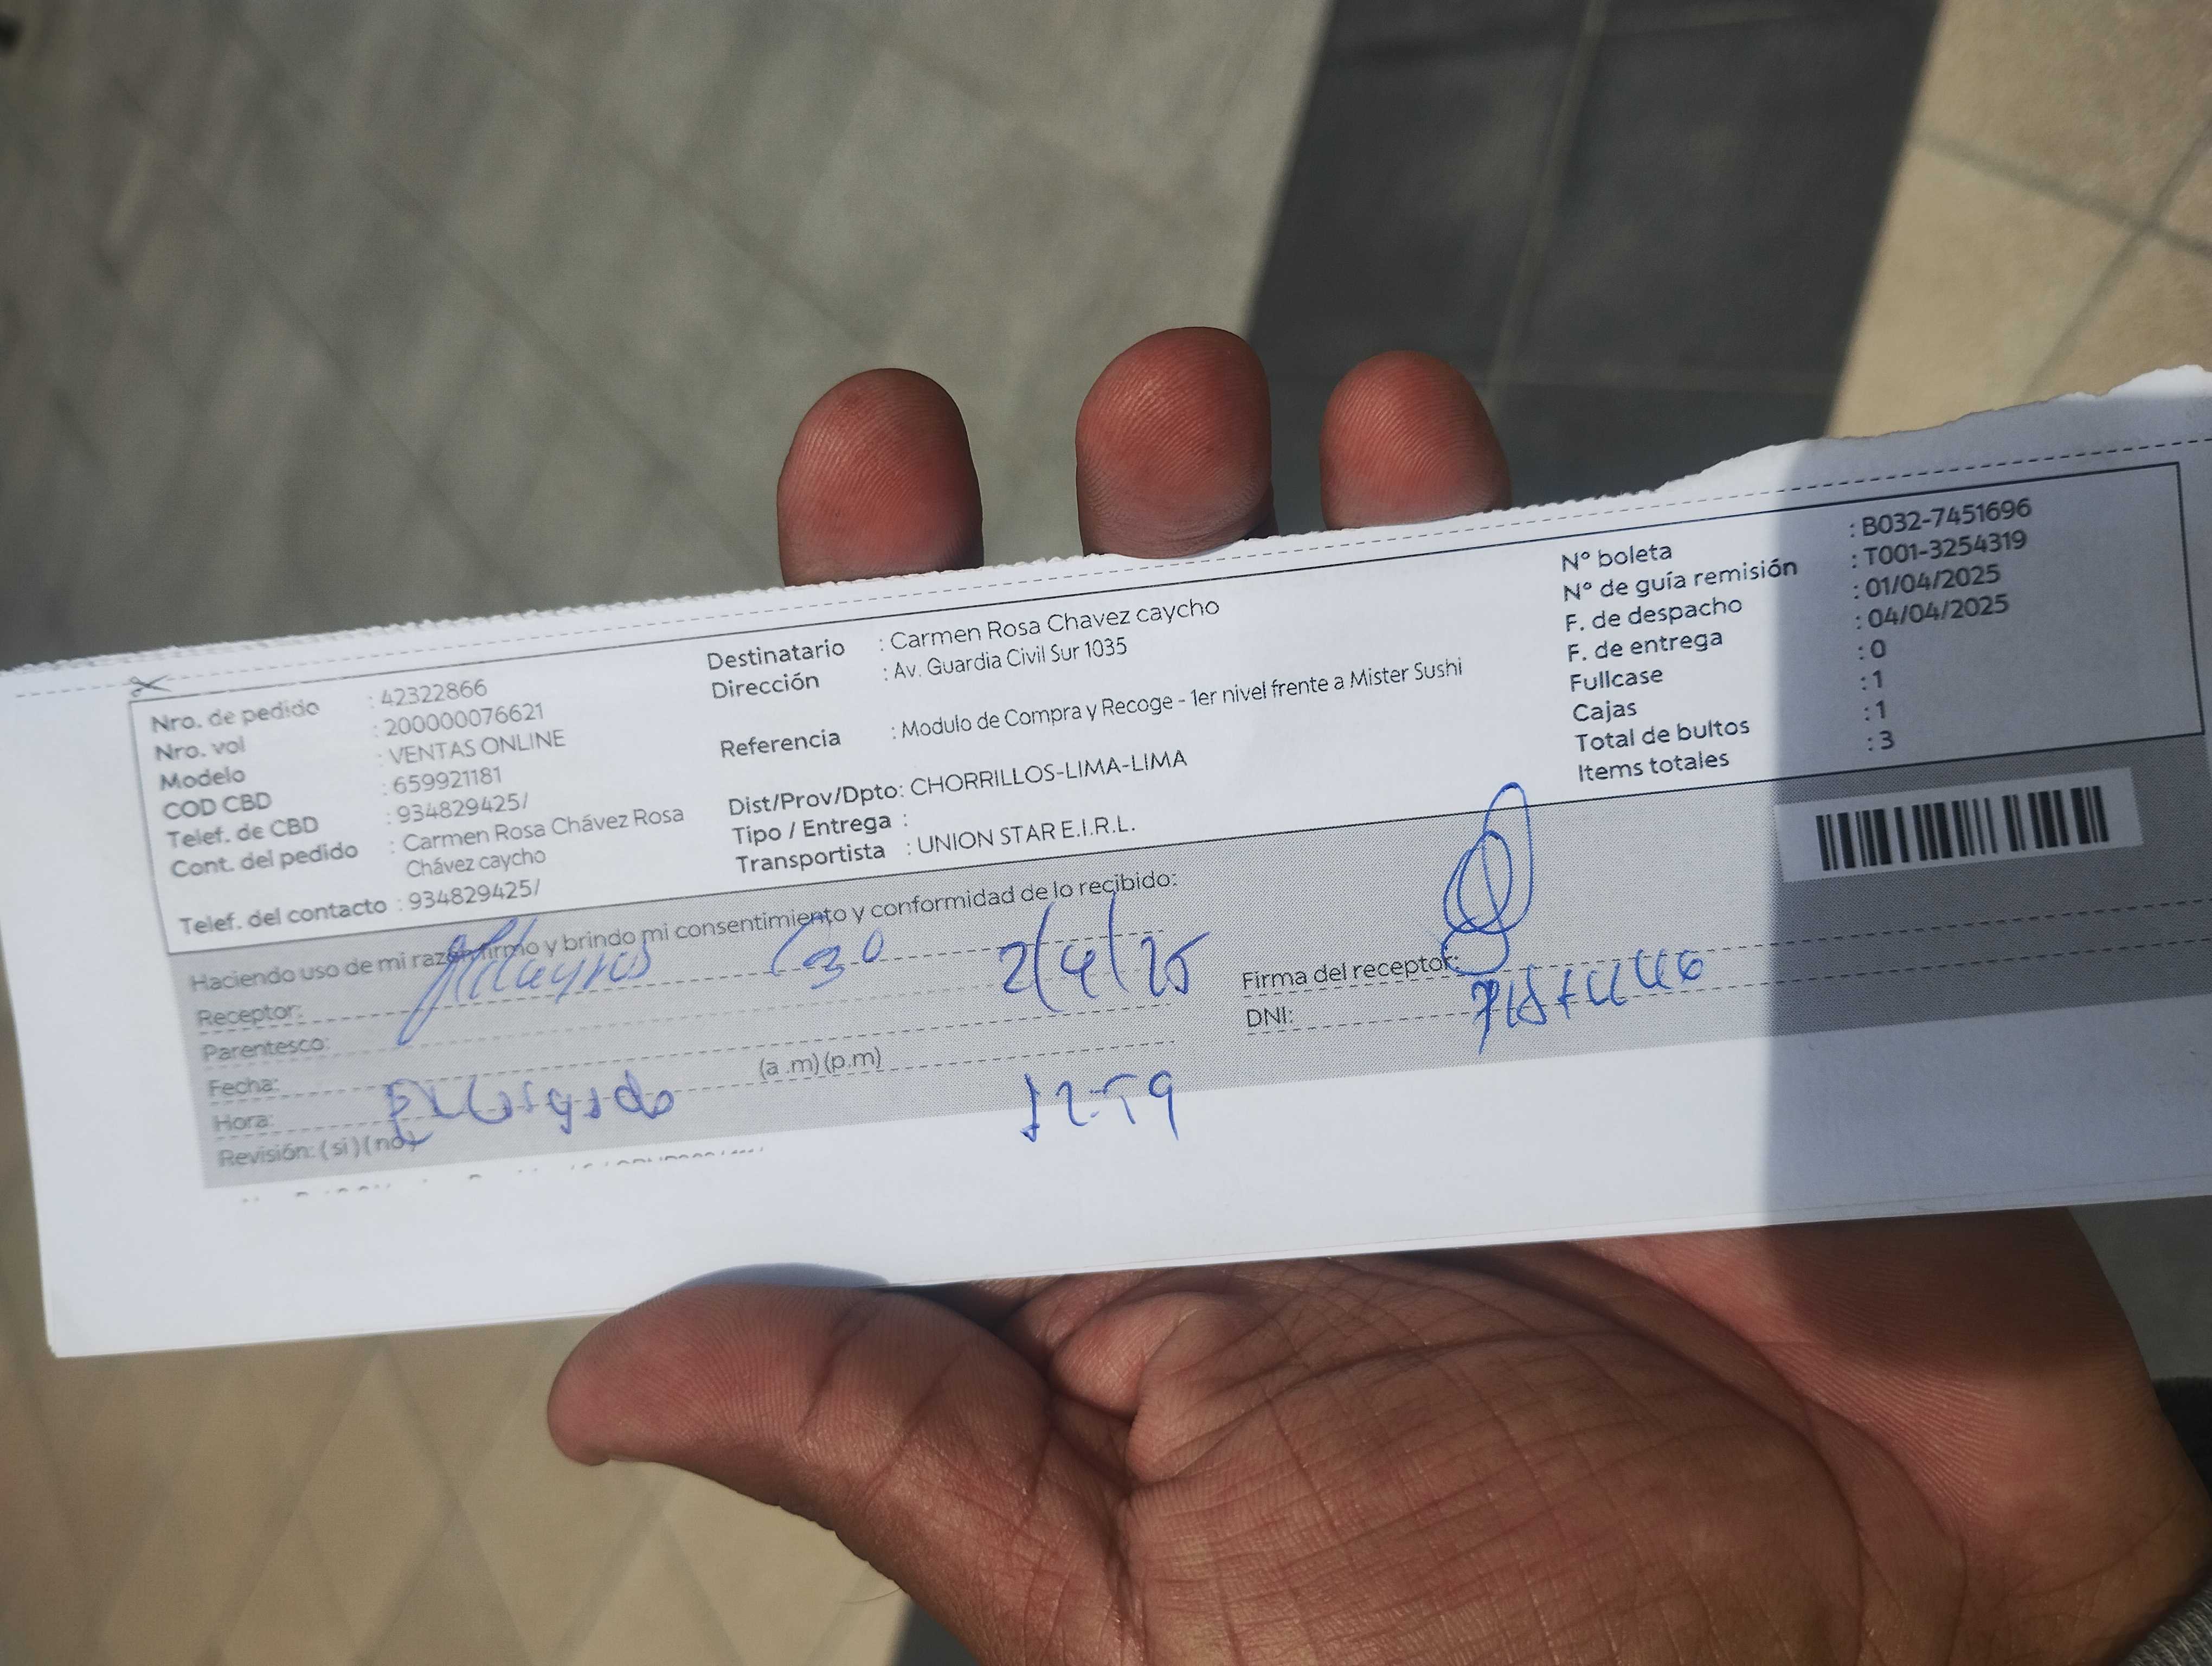 Nro. de pedido : 42322866
Nro. vol : 200000076621
Modelo : VENTAS ONLINE
COD CBD : 659921181
Telef. de CBD : 934829425/
Cont. del pedido : Carmen Rosa Chávez Rosa
Chávez caycho
Telef. del contacto : 934829425/
Destinatario : Carmen Rosa Chavez caycho
Dirección : Av. Guardia Civil Sur 1035
Referencia : Modulo de Compra y Recoge - 1er nivel frente a Mister Sushi
Dist/Prov/Dpto: CHORRILLOS-LIMA-LIMA
Tipo / Entrega :
Transportista : UNION STAR E.I.R.L.
N° boleta : B032-7451696
N° de guía remisión : T001-3254319
F. de despacho : 01/04/2025
F. de entrega : 04/04/2025
Fullcase : 0
Cajas : 1
Total de bultos : 1
Items totales : 3
Haciendo uso de mi razón firmo y brindo mi consentimiento y conformidad de lo recibido:
Receptor: Milagros
2/4/25
Parentesco:
Fecha:
Hora: (a .m) (p.m)
Encargado 12:59
Revisión: ( si ) ( no )
Firma del receptor:
DNI: